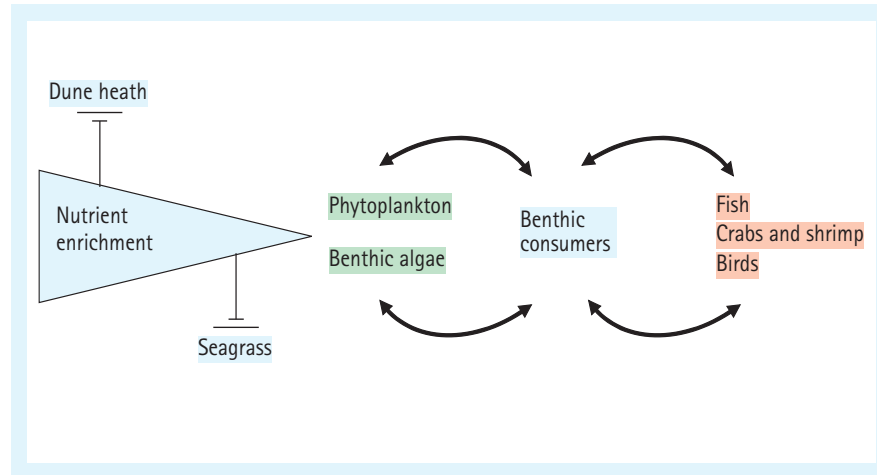 Dune heath
Nutrient
enrichment
Seagrass
Phytoplankton
Benthic algae
Benthic
consumers
Fish
Crabs and shrimp
Birds